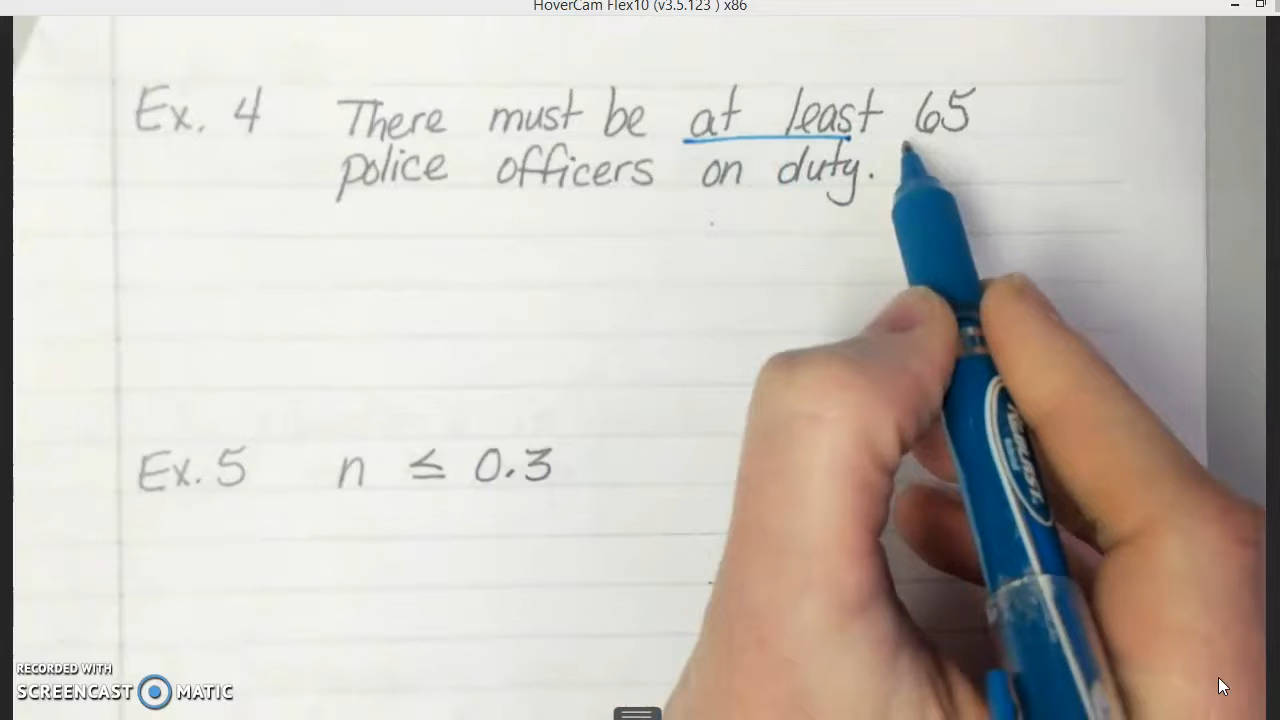 HoverCam Flex10 (v3.5.123 ) x86
Ex. 4 There must be at least 65
police officers on duty.
Ex. 5 n ≤ 0.3
RECORDED WITH
SCREENCAST MATIC